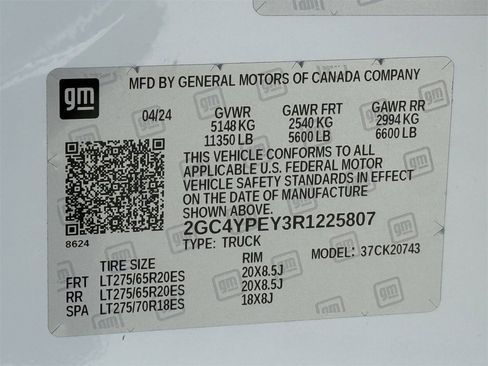 gm
MFD BY GENERAL MOTORS OF CANADA COMPANY
04/24 GVWR GAWR FRT GAWR RR
5148 KG 2540 KG 2994 KG
11350 LB 5600 LB 6600 LB
THIS VEHICLE CONFORMS TO ALL
APPLICABLE U.S. FEDERAL MOTOR
VEHICLE SAFETY STANDARDS IN EFFECT
ON THE DATE OF MANUFACTURE
SHOWN ABOVE.
2GC4YPEY3R1225807
8624 TYPE: TRUCK MODEL: 37CK20743
TIRE SIZE RIM
FRT LT275/65R20ES 20X8.5J
RR LT275/65R20ES 20X8.5J
SPA LT275/70R18ES 18X8J